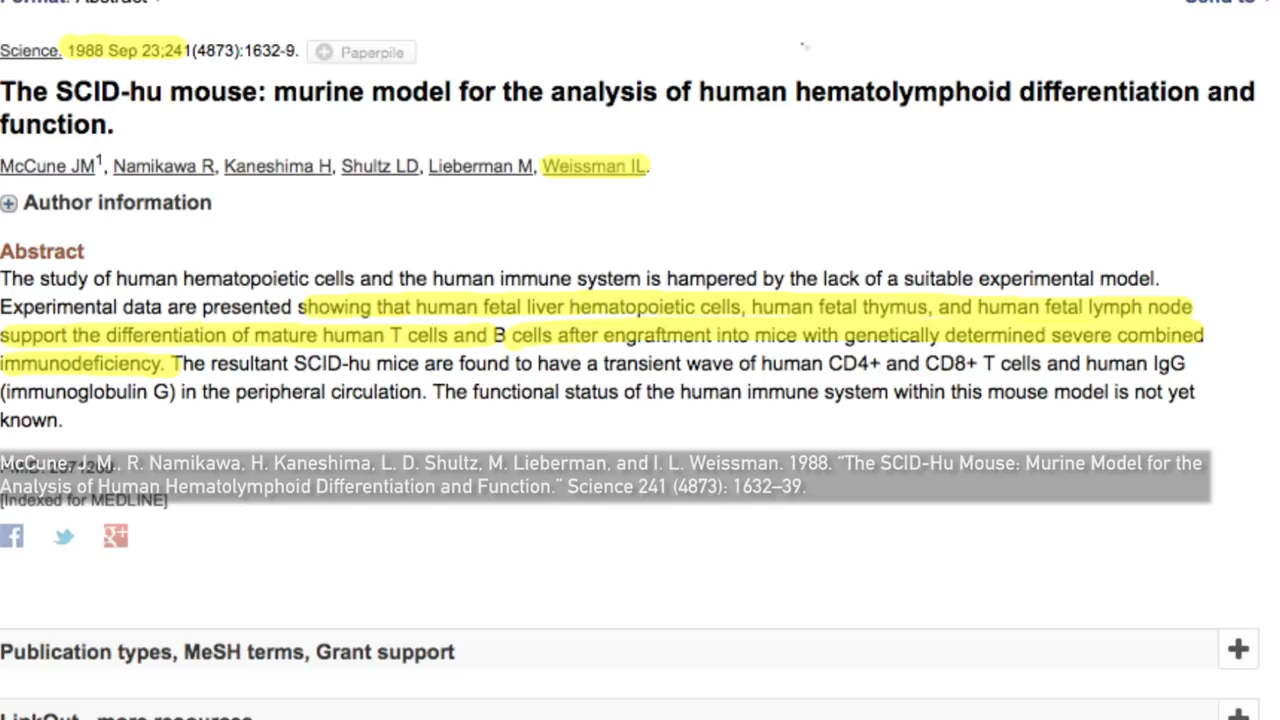 Format: Abstract
Send to
Science. 1988 Sep 23;241(4873):1632-9.
Paperpile
The SCID-hu mouse: murine model for the analysis of human hematolymphoid differentiation and
function.
McCune JM1, Namikawa R, Kaneshima H, Shultz LD, Lieberman M, Weissman IL.
Author information
Abstract
The study of human hematopoietic cells and the human immune system is hampered by the lack of a suitable experimental model.
Experimental data are presented showing that human fetal liver hematopoietic cells, human fetal thymus, and human fetal lymph node
support the differentiation of mature human T cells and B cells after engraftment into mice with genetically determined severe combined
immunodeficiency. The resultant SCID-hu mice are found to have a transient wave of human CD4+ and CD8+ T cells and human IgG
(immunoglobulin G) in the peripheral circulation. The functional status of the human immune system within this mouse model is not yet
known.
McCune, J. M., R. Namikawa, H. Kaneshima, L. D. Shultz, M. Lieberman, and I. L. Weissman. 1988. “The SCID-Hu Mouse: Murine Model for the
Analysis of Human Hematolymphoid Differentiation and Function.” Science 241 (4873): 1632–39.
[Indexed for MEDLINE]
Publication types, MeSH terms, Grant support
LinkOut - more resources